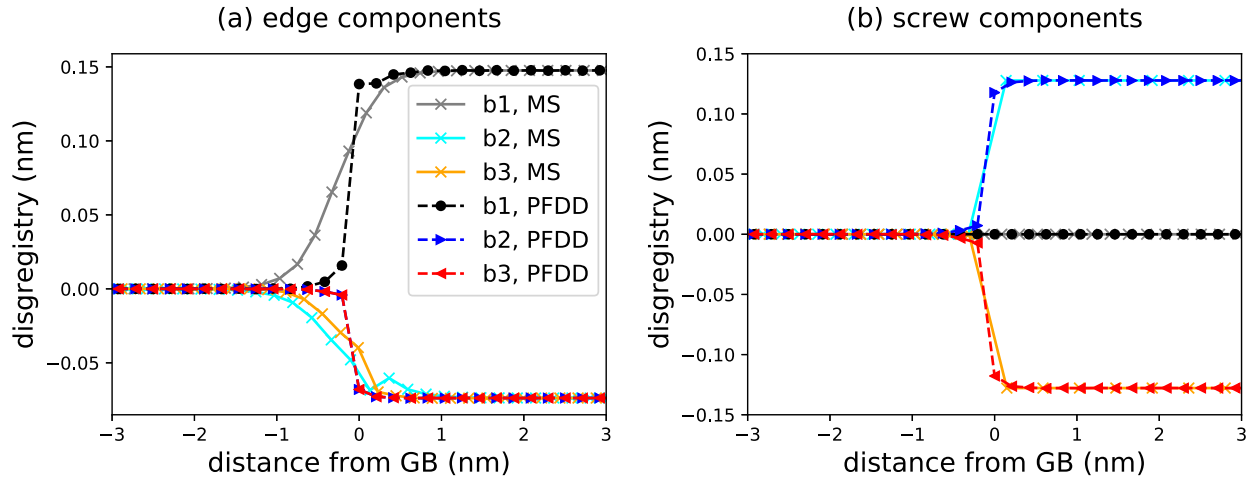 (a) edge components
0.15
0.10
0.05
0.00
−0.05
disgregistry (nm)
−3
−2
−1
0
1
2
3
distance from GB (nm)
b1, MS
b2, MS
b3, MS
b1, PFDD
b2, PFDD
b3, PFDD
(b) screw components
0.15
0.10
0.05
0.00
−0.05
−0.10
−0.15
disregistry (nm)
−3
−2
−1
0
1
2
3
distance from GB (nm)